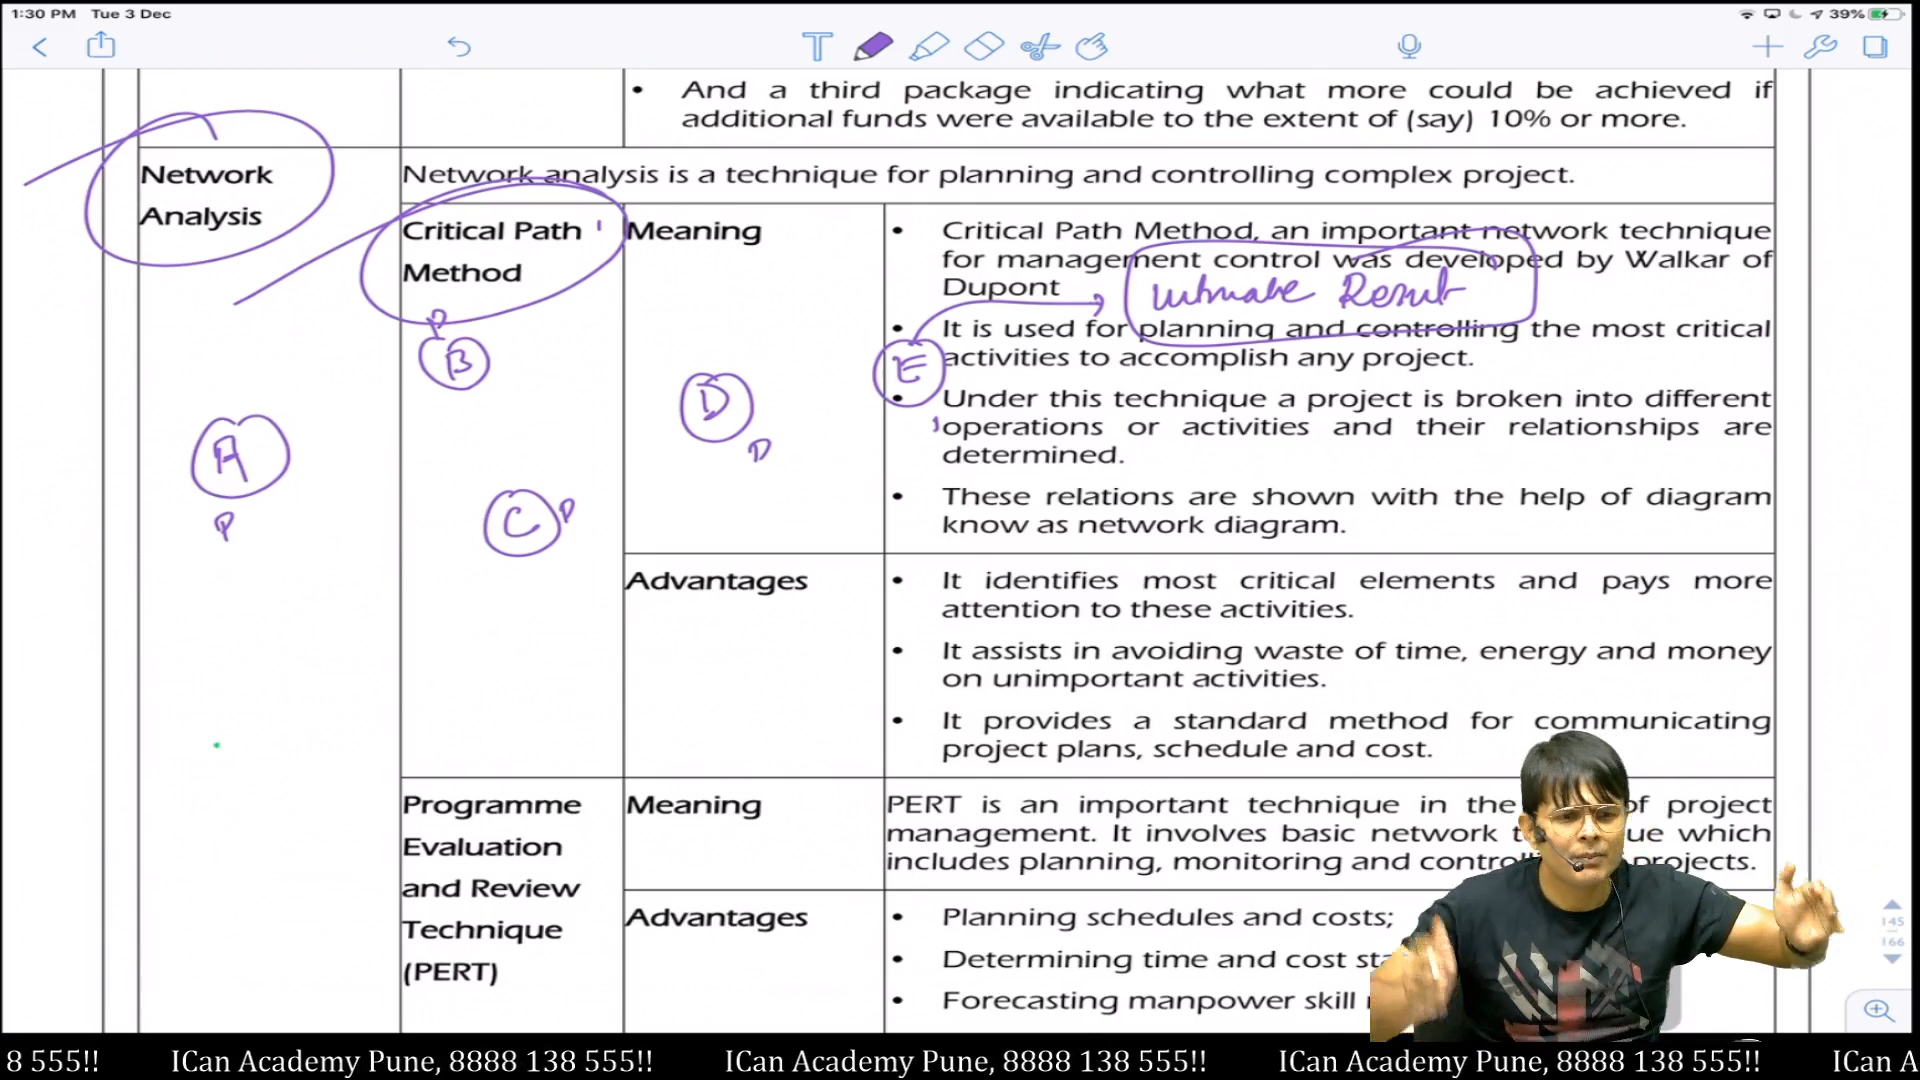 1:30 PM Tue 3 Dec
39%
• And a third package indicating what more could be achieved if
additional funds were available to the extent of (say) 10% or more.
Network
Analysis
Network analysis is a technique for planning and controlling complex project.
Critical Path
Method
Meaning
• Critical Path Method, an important network technique
for management control was developed by Walkar of
Dupont
Result
• It is used for planning and controlling the most critical
activities to accomplish any project.
• Under this technique a project is broken into different
operations or activities and their relationships are
determined.
• These relations are shown with the help of diagram
know as network diagram.
A
P
B
P
C
P
D
P
E
Advantages
• It identifies most critical elements and pays more
attention to these activities.
• It assists in avoiding waste of time, energy and money
on unimportant activities.
• It provides a standard method for communicating
project plans, schedule and cost.
Programme
Evaluation
and Review
Technique
(PERT)
Meaning
PERT is an important technique in the of project
management. It involves basic network which
includes planning, monitoring and projects.
Advantages
• Planning schedules and costs;
• Determining time and cost
• Forecasting manpower skill
145
166
8 555!! ICan Academy Pune, 8888 138 555!! ICan Academy Pune, 8888 138 555!! ICan Academy Pune, 8888 138 555!! ICan A